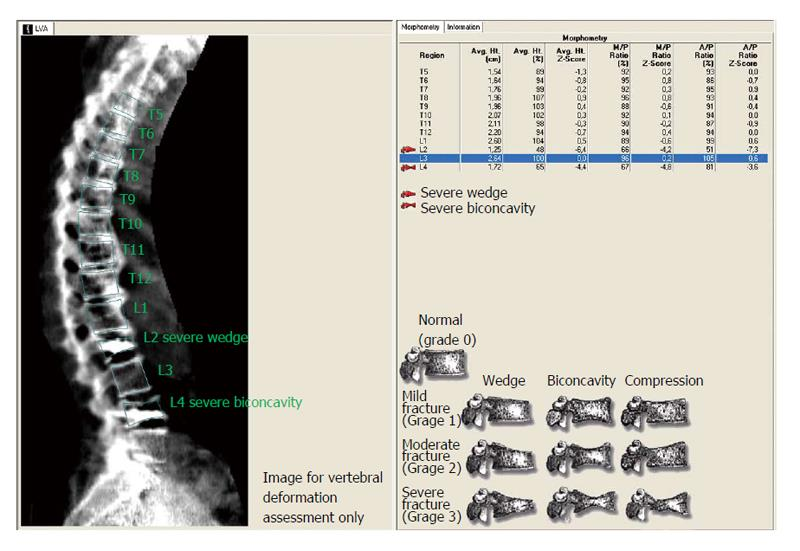 LVA
T5
T6
T7
T8
T9
T10
T11
T12
L1
L2 severe wedge
L3
L4 severe biconcavity
Image for vertebral
deformation
assessment only
Morphometry Information
Morphometry
Region Avg. Ht. (cm) Avg. Ht. (%) Avg. Ht. Z-Score M/P Ratio (%) M/P Ratio Z-Score A/P Ratio (%) A/P Ratio Z-Score
T5 1,54 89 -1,3 92 0,2 93 0,0
T6 1,64 94 -0,8 95 0,8 86 -0,7
T7 1,76 99 -0,2 92 0,3 95 0,9
T8 1,96 107 0,9 96 0,8 93 0,4
T9 1,96 103 0,4 88 -0,6 91 -0,4
T10 2,07 102 0,3 92 0,1 94 0,0
T11 2,11 98 -0,3 90 -0,2 87 -0,9
T12 2,20 94 -0,7 94 0,4 94 0,0
L1 2,60 104 0,5 89 -0,6 99 0,6
L2 1,25 48 -6,4 66 -4,2 51 -7,3
L3 2,64 100 0,0 96 0,2 105 0,6
L4 1,72 65 -4,4 67 -4,8 81 -3,6
Severe wedge
Severe biconcavity
Normal
(grade 0)
Wedge Biconcavity Compression
Mild
fracture
(Grage 1)
Moderate
fracture
(Grage 2)
Severe
fracture
(Grage 3)